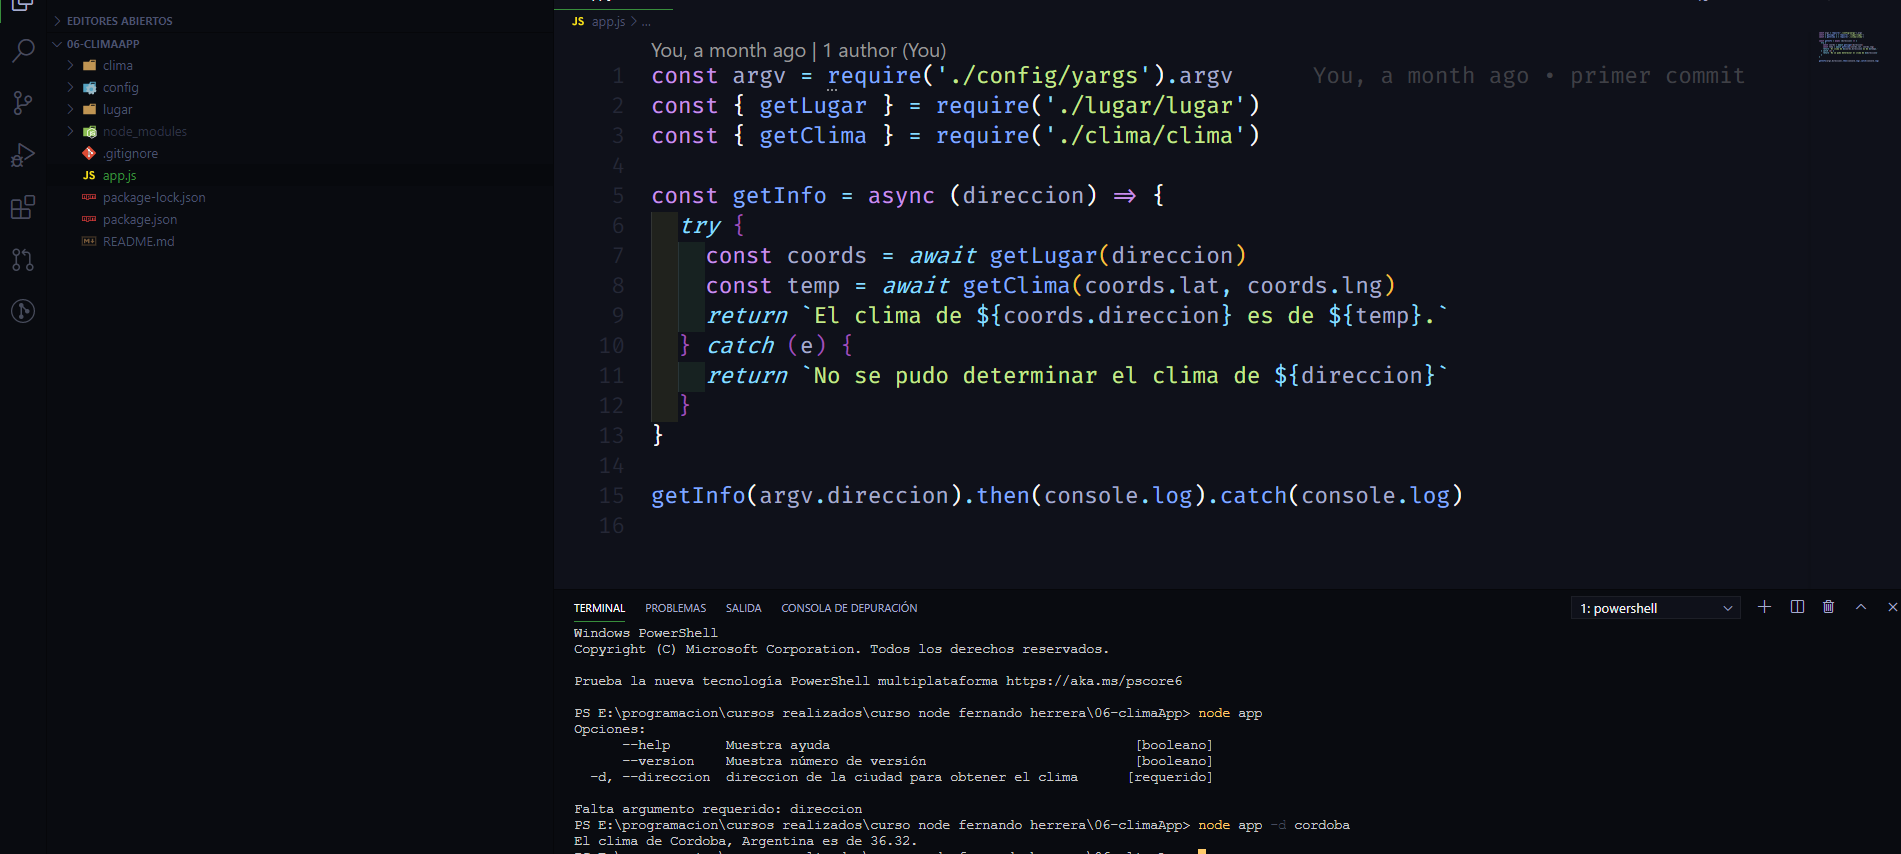 EDITORES ABIERTOS
06-CLIMAAPP
clima
config
lugar
node_modules
.gitignore
JS app.js
package-lock.json
package.json
README.md
JS app.js > ...
You, a month ago | 1 author (You)
1 const argv = require('./config/yargs').argv You, a month ago • primer commit
2 const { getLugar } = require('./lugar/lugar')
3 const { getClima } = require('./clima/clima')
4
5 const getInfo = async (direccion) => {
6 try {
7 const coords = await getLugar(direccion)
8 const temp = await getClima(coords.lat, coords.lng)
9 return `El clima de ${coords.direccion} es de ${temp}.`
10 } catch (e) {
11 return `No se pudo determinar el clima de ${direccion}`
12 }
13 }
14
15 getInfo(argv.direccion).then(console.log).catch(console.log)
16
TERMINAL PROBLEMAS SALIDA CONSOLA DE DEPURACIÓN 1: powershell
Windows PowerShell
Copyright (C) Microsoft Corporation. Todos los derechos reservados.
Prueba la nueva tecnología PowerShell multiplataforma https://aka.ms/pscore6
PS E:\programacion\cursos realizados\curso node fernando herrera\06-climaApp> node app
Opciones:
--help Muestra ayuda [booleano]
--version Muestra número de versión [booleano]
-d, --direccion direccion de la ciudad para obtener el clima [requerido]
Falta argumento requerido: direccion
PS E:\programacion\cursos realizados\curso node fernando herrera\06-climaApp> node app -d cordoba
El clima de Cordoba, Argentina es de 36.32.